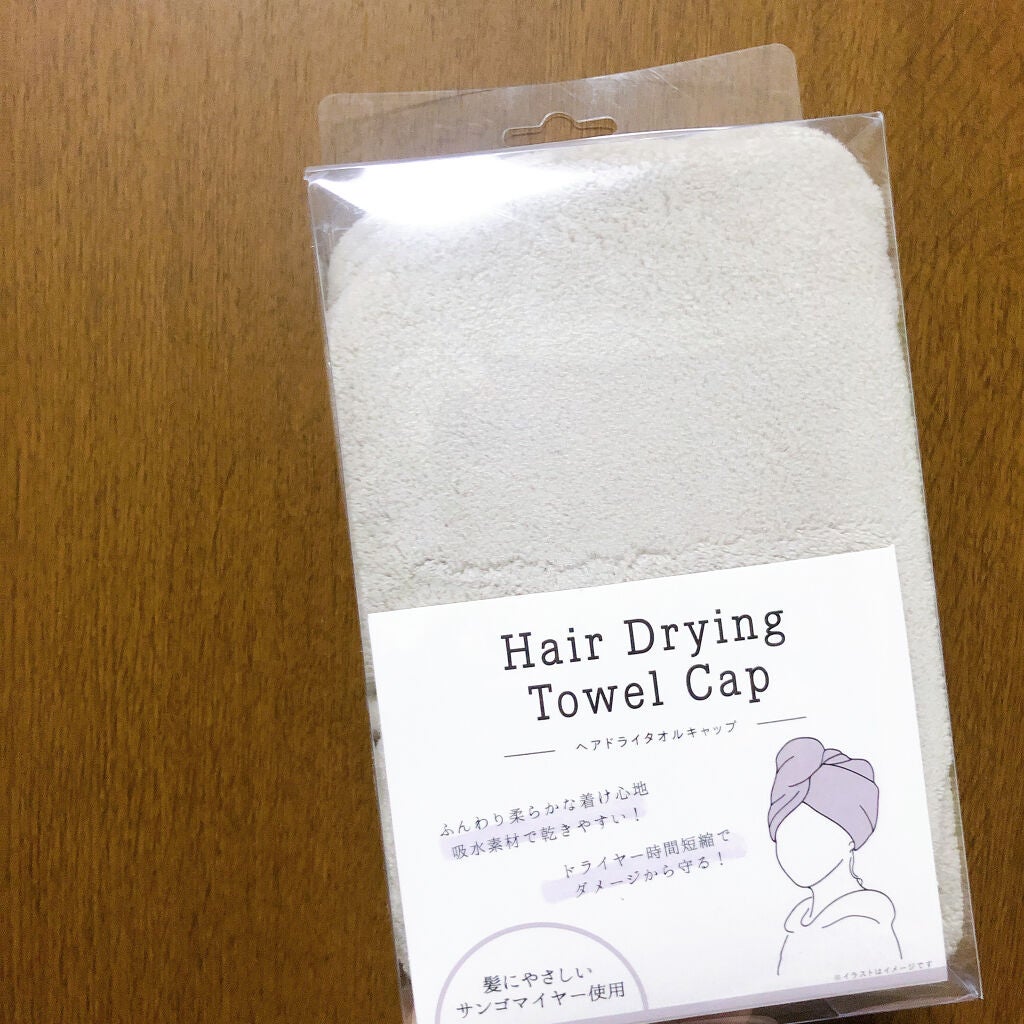 Hair Drying
Towel Cap
ヘアドライタオルキャップ
ふんわり柔らかな着け心地
吸水素材で乾きやすい！
ドライヤー時間短縮で
ダメージから守る！
髪にやさしい
サンゴマイヤー使用
※イラストはイメージです